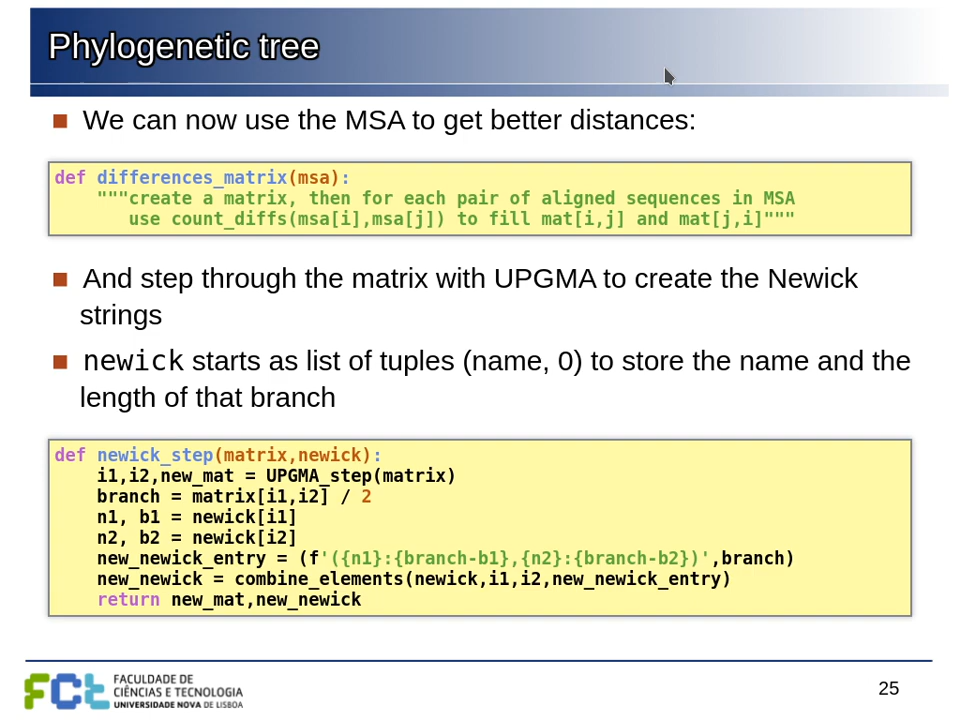 Phylogenetic tree
We can now use the MSA to get better distances:
def differences_matrix(msa):
    """create a matrix, then for each pair of aligned sequences in MSA
       use count_diffs(msa[i],msa[j]) to fill mat[i,j] and mat[j,i]"""
And step through the matrix with UPGMA to create the Newick
strings
newick starts as list of tuples (name, 0) to store the name and the
length of that branch
def newick_step(matrix,newick):
    i1,i2,new_mat = UPGMA_step(matrix)
    branch = matrix[i1,i2] / 2
    n1, b1 = newick[i1]
    n2, b2 = newick[i2]
    new_newick_entry = (f'({n1}:{branch-b1},{n2}:{branch-b2})',branch)
    new_newick = combine_elements(newick,i1,i2,new_newick_entry)
    return new_mat,new_newick
FCt
FACULDADE DE
CIÊNCIAS E TECNOLOGIA
UNIVERSIDADE NOVA DE LISBOA
25